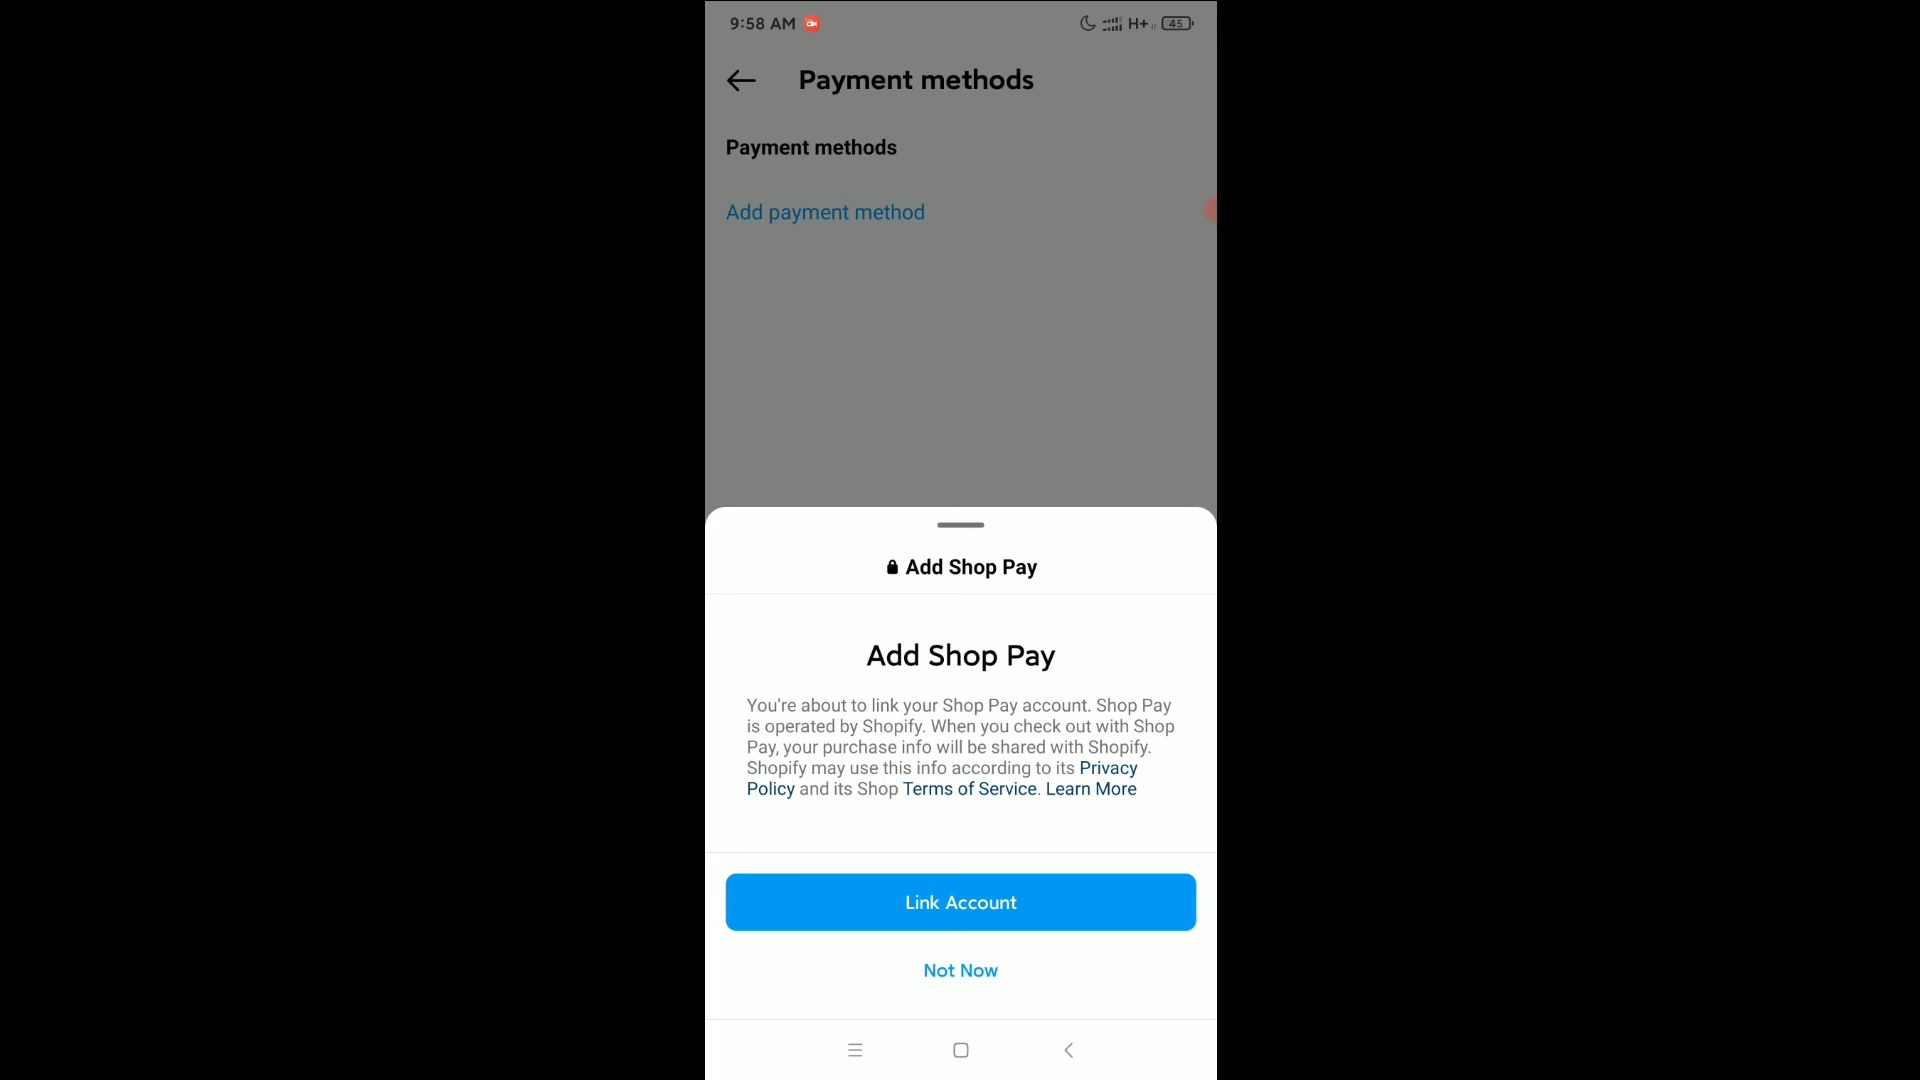 9:58 AM H+ 45
Payment methods
Payment methods
Add payment method
Add Shop Pay
Add Shop Pay
You're about to link your Shop Pay account. Shop Pay
is operated by Shopify. When you check out with Shop
Pay, your purchase info will be shared with Shopify.
Shopify may use this info according to its Privacy
Policy and its Shop Terms of Service. Learn More
Link Account
Not Now